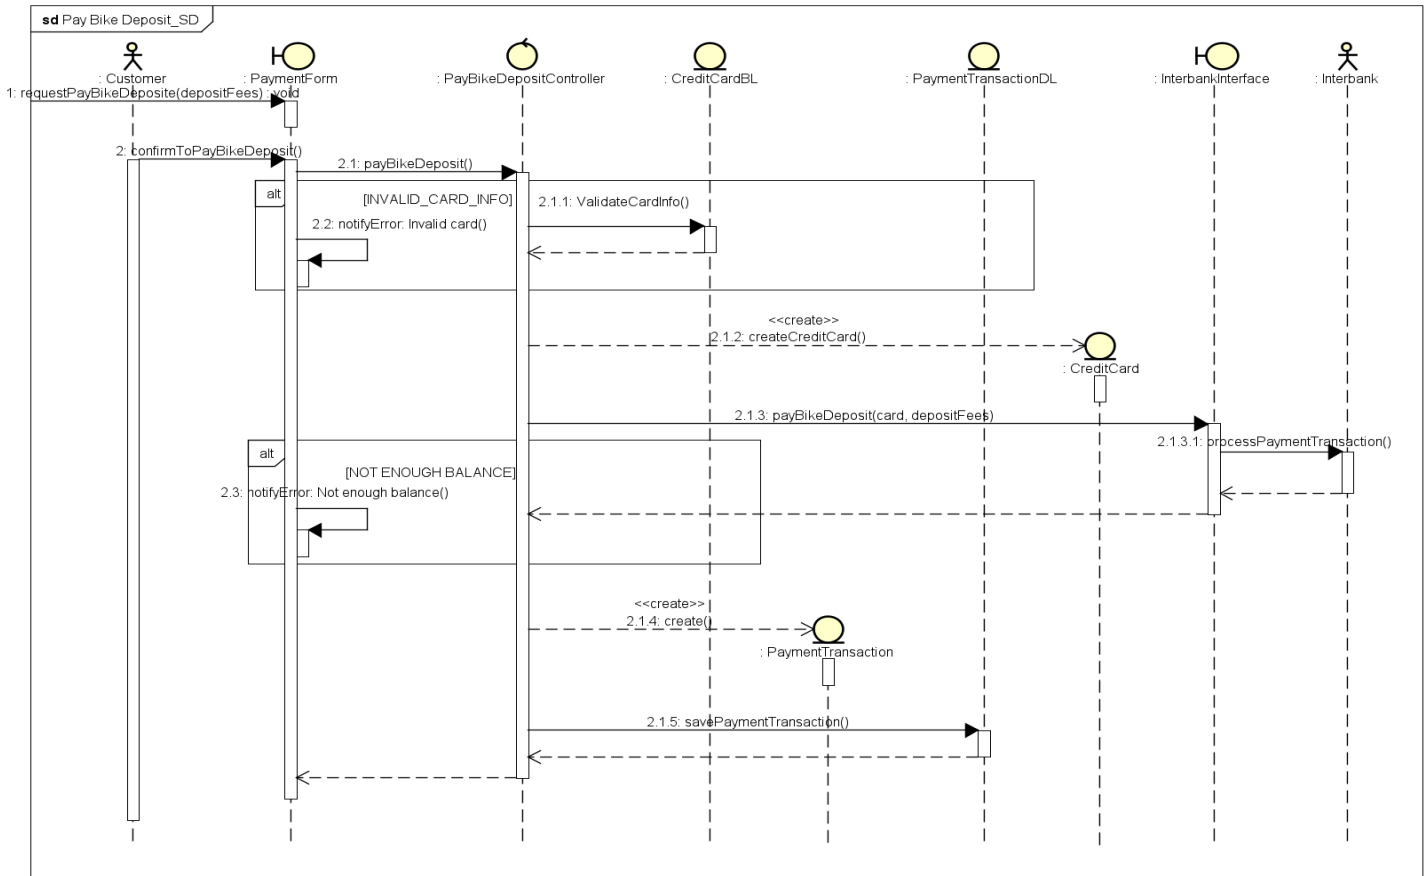 sd Pay Bike Deposit_SD
: Customer
: PaymentForm
: PayBikeDepositController
: CreditCardBL
: PaymentTransactionDL
: InterbankInterface
: Interbank
1: requestPayBikeDeposite(depositFees) : void
2: confirmToPayBikeDeposit()
2.1: payBikeDeposit()
alt
[INVALID_CARD_INFO]
2.1.1: ValidateCardInfo()
2.2: notifyError: Invalid card()
<<create>>
2.1.2: createCreditCard()
: CreditCard
2.1.3: payBikeDeposit(card, depositFees)
2.1.3.1: processPaymentTransaction()
alt
[NOT ENOUGH BALANCE]
2.3: notifyError: Not enough balance()
<<create>>
2.1.4: create()
: PaymentTransaction
2.1.5: savePaymentTransaction()